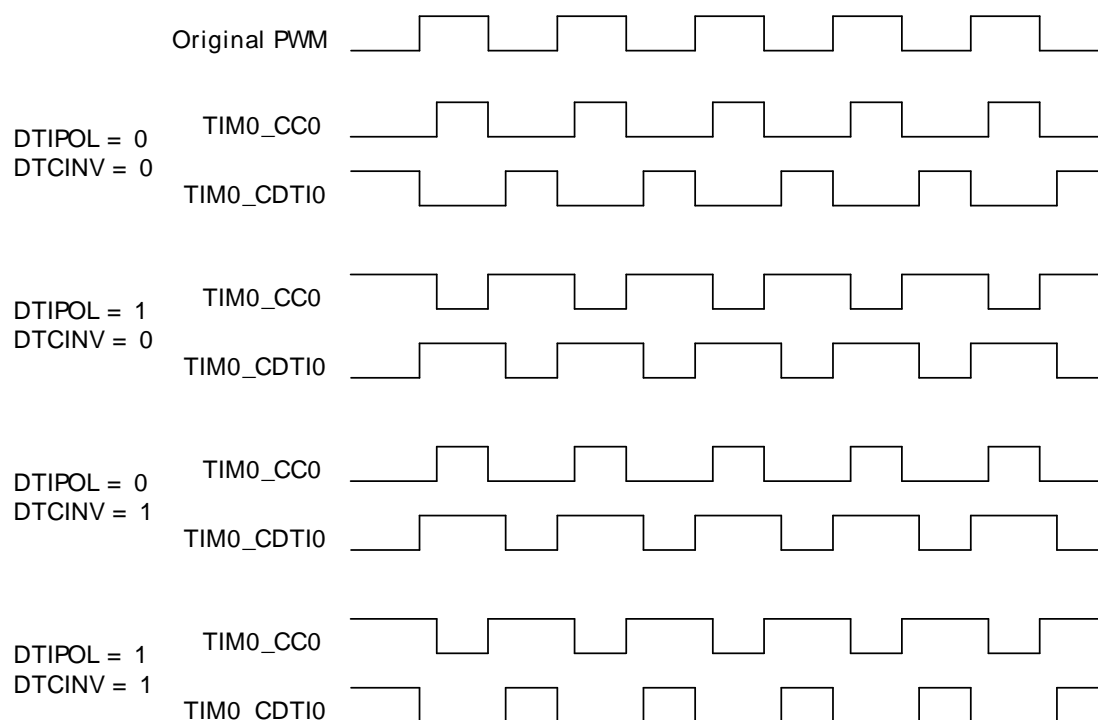 Original PWM
TIM0_CC0
DTIPOL = 0
DTCINV = 0
TIM0_CDTI0
TIM0_CC0
DTIPOL = 1
DTCINV = 0
TIM0_CDTI0
TIM0_CC0
DTIPOL = 0
DTCINV = 1
TIM0_CDTI0
TIM0_CC0
DTIPOL = 1
DTCINV = 1
TIM0_CDTI0